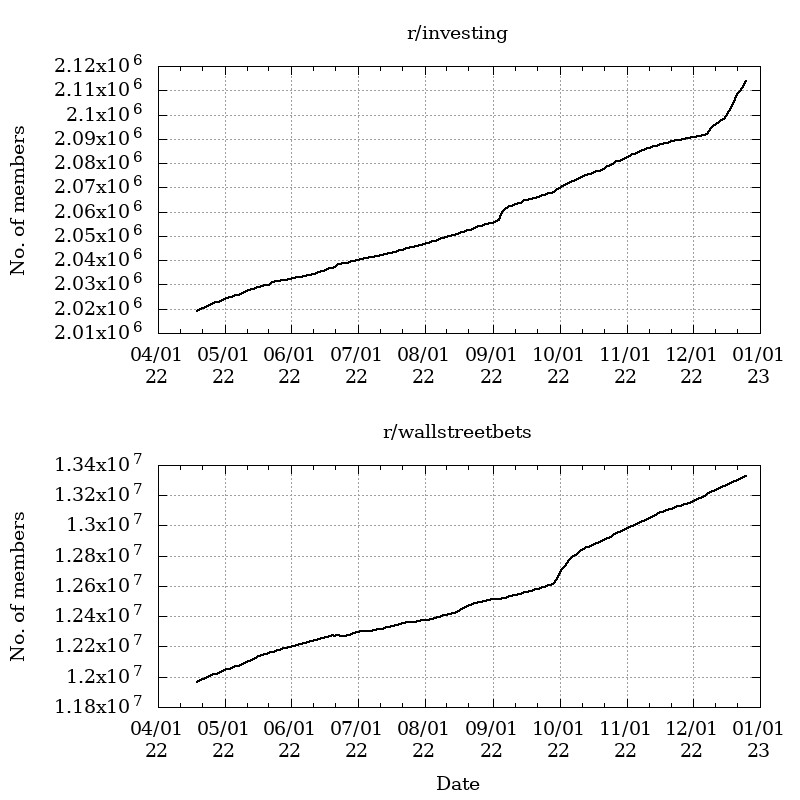 r/investing
No. of members
2.12x10^6
2.11x10^6
2.1x10^6
2.09x10^6
2.08x10^6
2.07x10^6
2.06x10^6
2.05x10^6
2.04x10^6
2.03x10^6
2.02x10^6
2.01x10^6
04/01 05/01 06/01 07/01 08/01 09/01 10/01 11/01 12/01 01/01
22 22 22 22 22 22 22 22 22 23
r/wallstreetbets
No. of members
1.34x10^7
1.32x10^7
1.3x10^7
1.28x10^7
1.26x10^7
1.24x10^7
1.22x10^7
1.2x10^7
1.18x10^7
04/01 05/01 06/01 07/01 08/01 09/01 10/01 11/01 12/01 01/01
22 22 22 22 22 22 22 22 22 23
Date